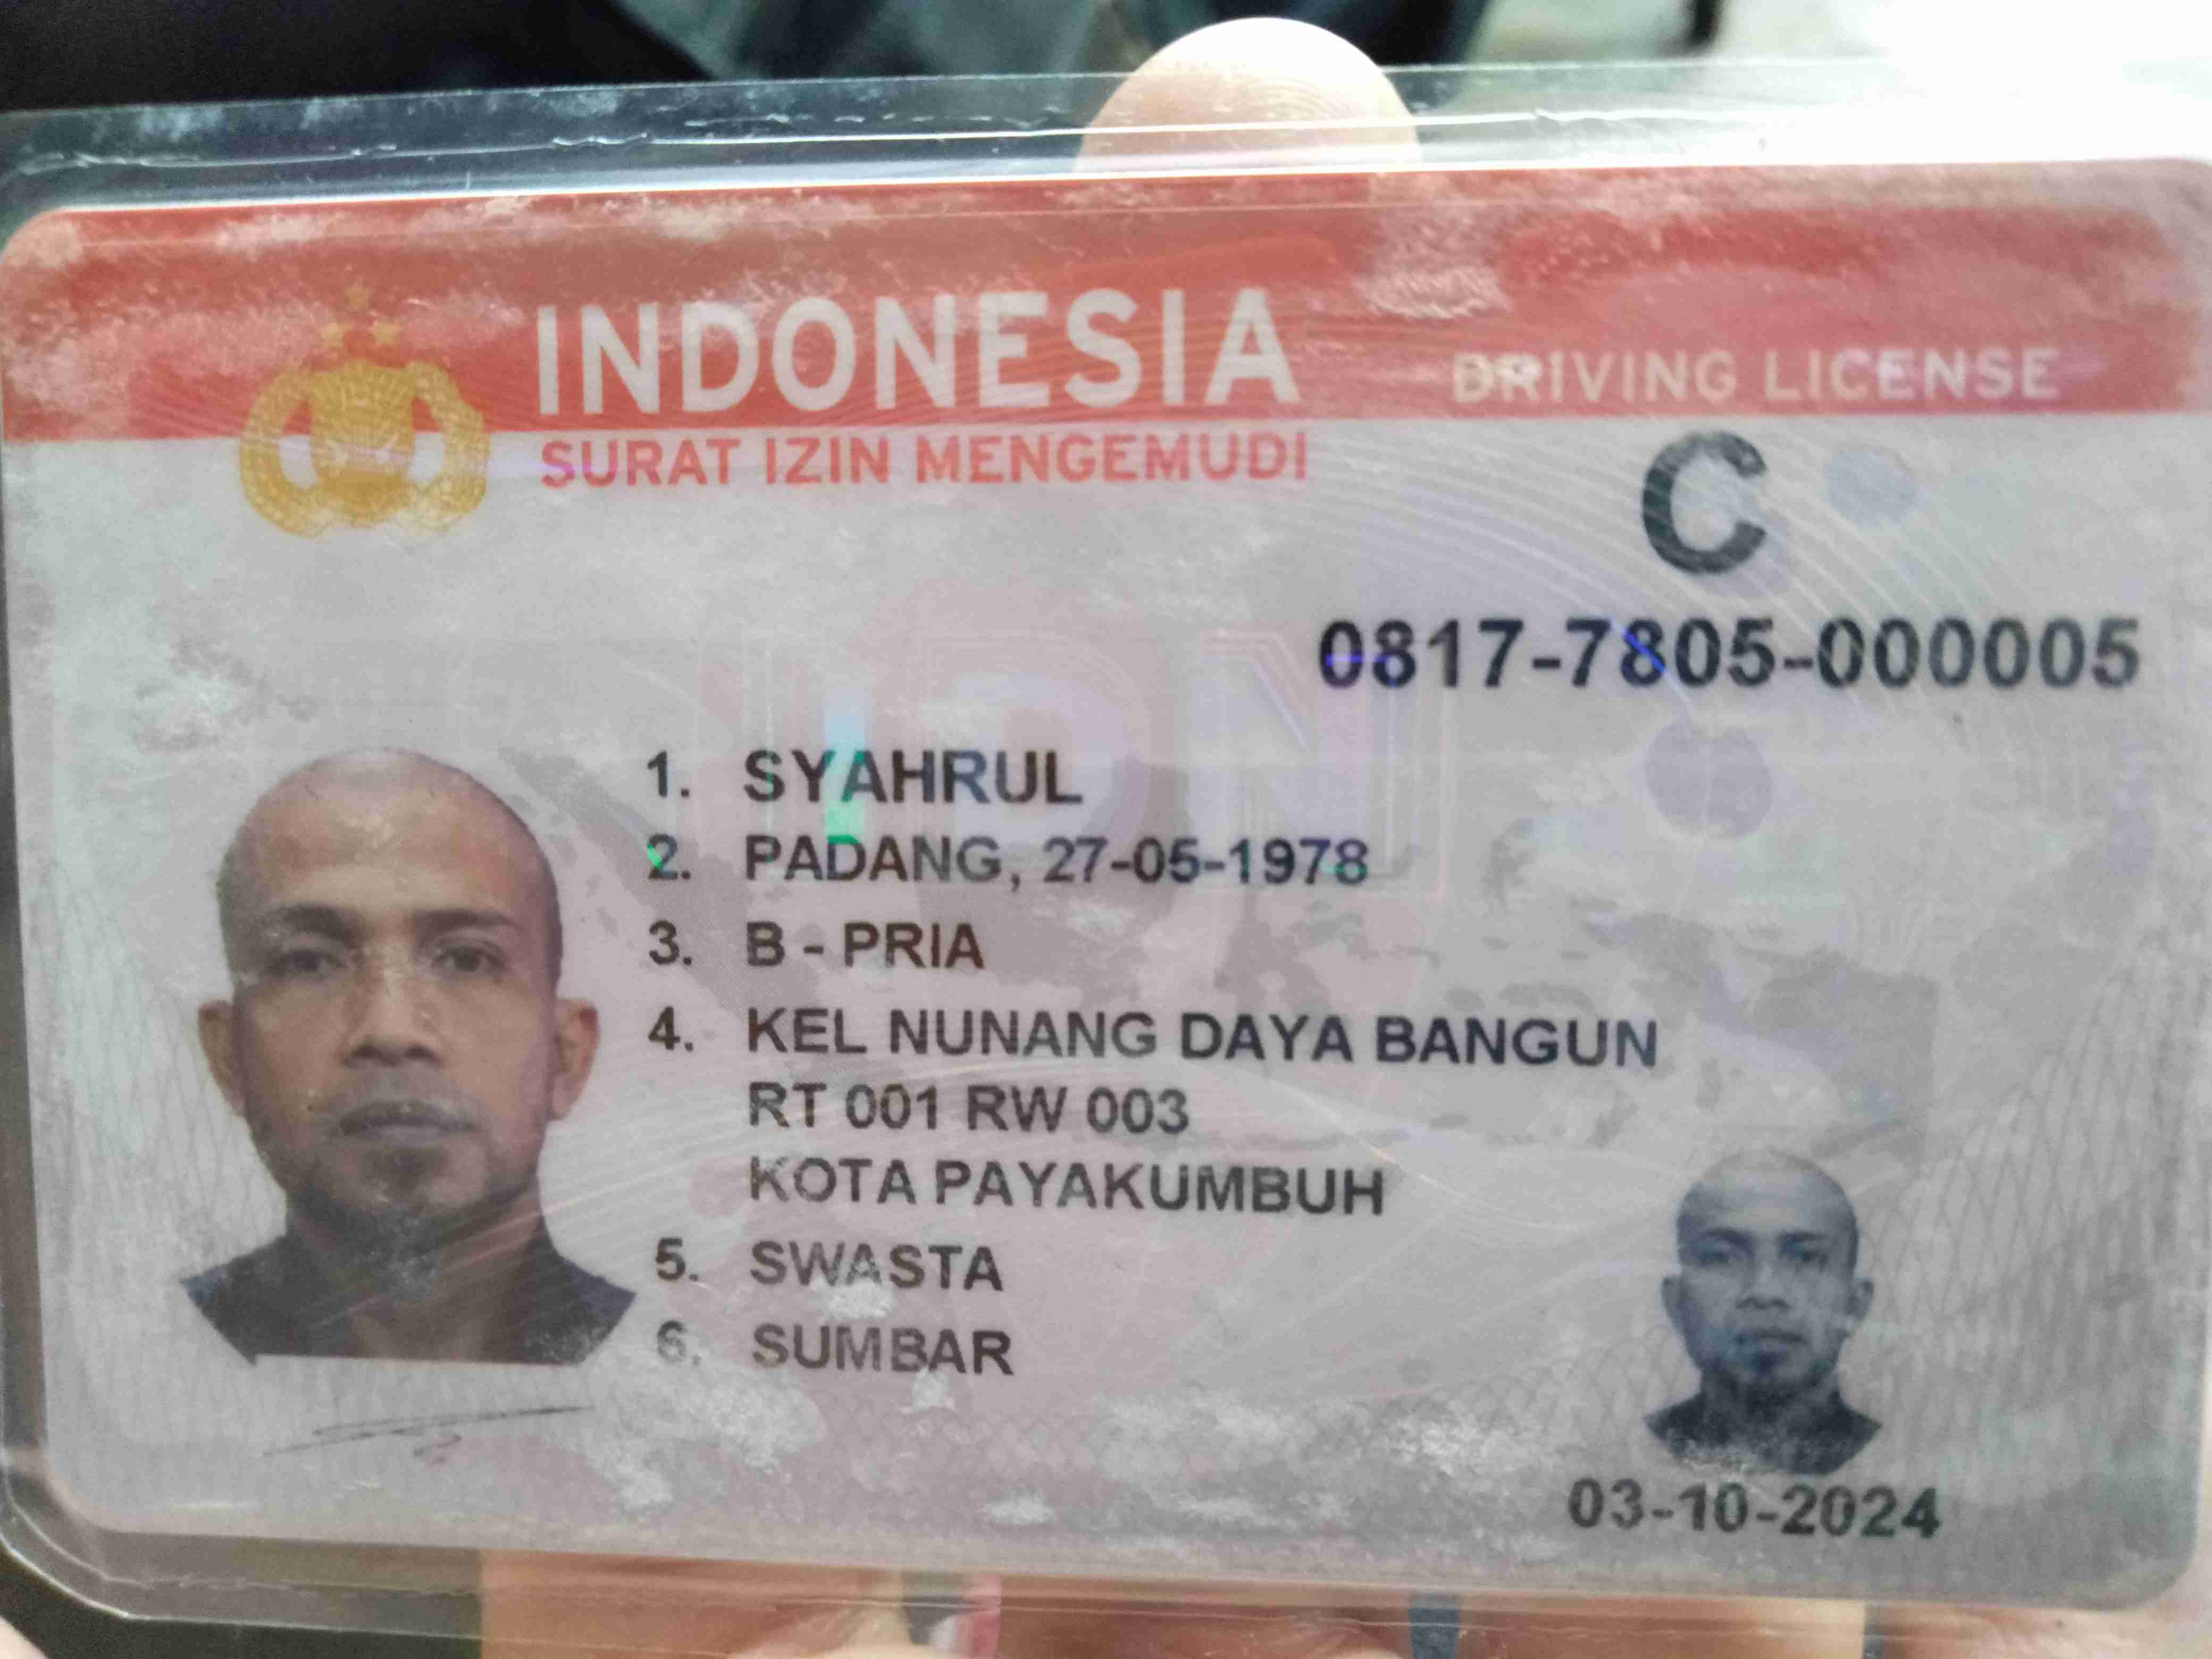 INDONESIA
DRIVING LICENSE
SURAT IZIN MENGEMUDI
C
0817-7805-000005
1. SYAHRUL
2. PADANG, 27-05-1978
3. B - PRIA
4. KEL NUNANG DAYA BANGUN
RT 001 RW 003
KOTA PAYAKUMBUH
5. SWASTA
6. SUMBAR
03-10-2024